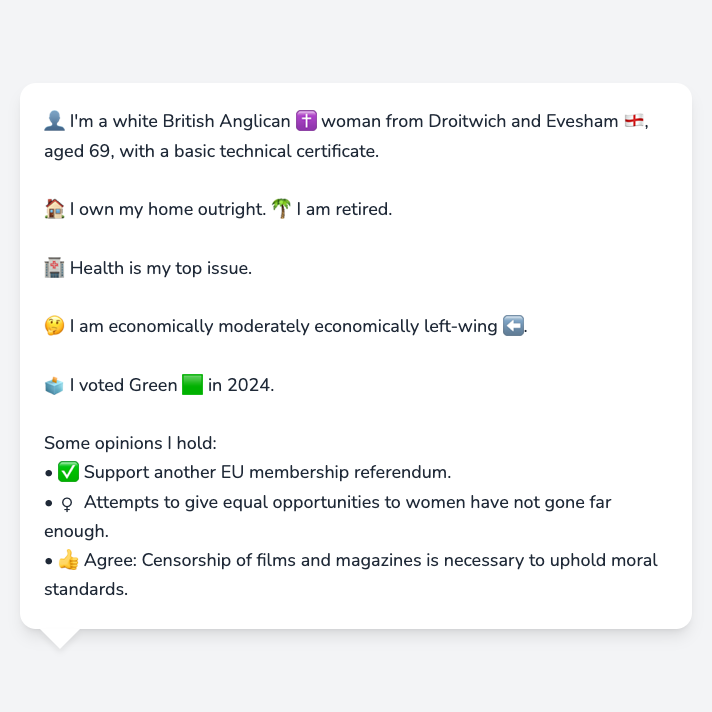 👤 I'm a white British Anglican ✝️ woman from Droitwich and Evesham 🏴󠁧󠁢󠁥󠁮󠁧󠁿,
aged 69, with a basic technical certificate.
🏠 I own my home outright. 🌴 I am retired.
🏥 Health is my top issue.
🤔 I am economically moderately economically left-wing ⬅️.
🗳️ I voted Green 🟩 in 2024.
Some opinions I hold:
• ✅ Support another EU membership referendum.
• ♀ Attempts to give equal opportunities to women have not gone far
enough.
• 👍 Agree: Censorship of films and magazines is necessary to uphold moral
standards.